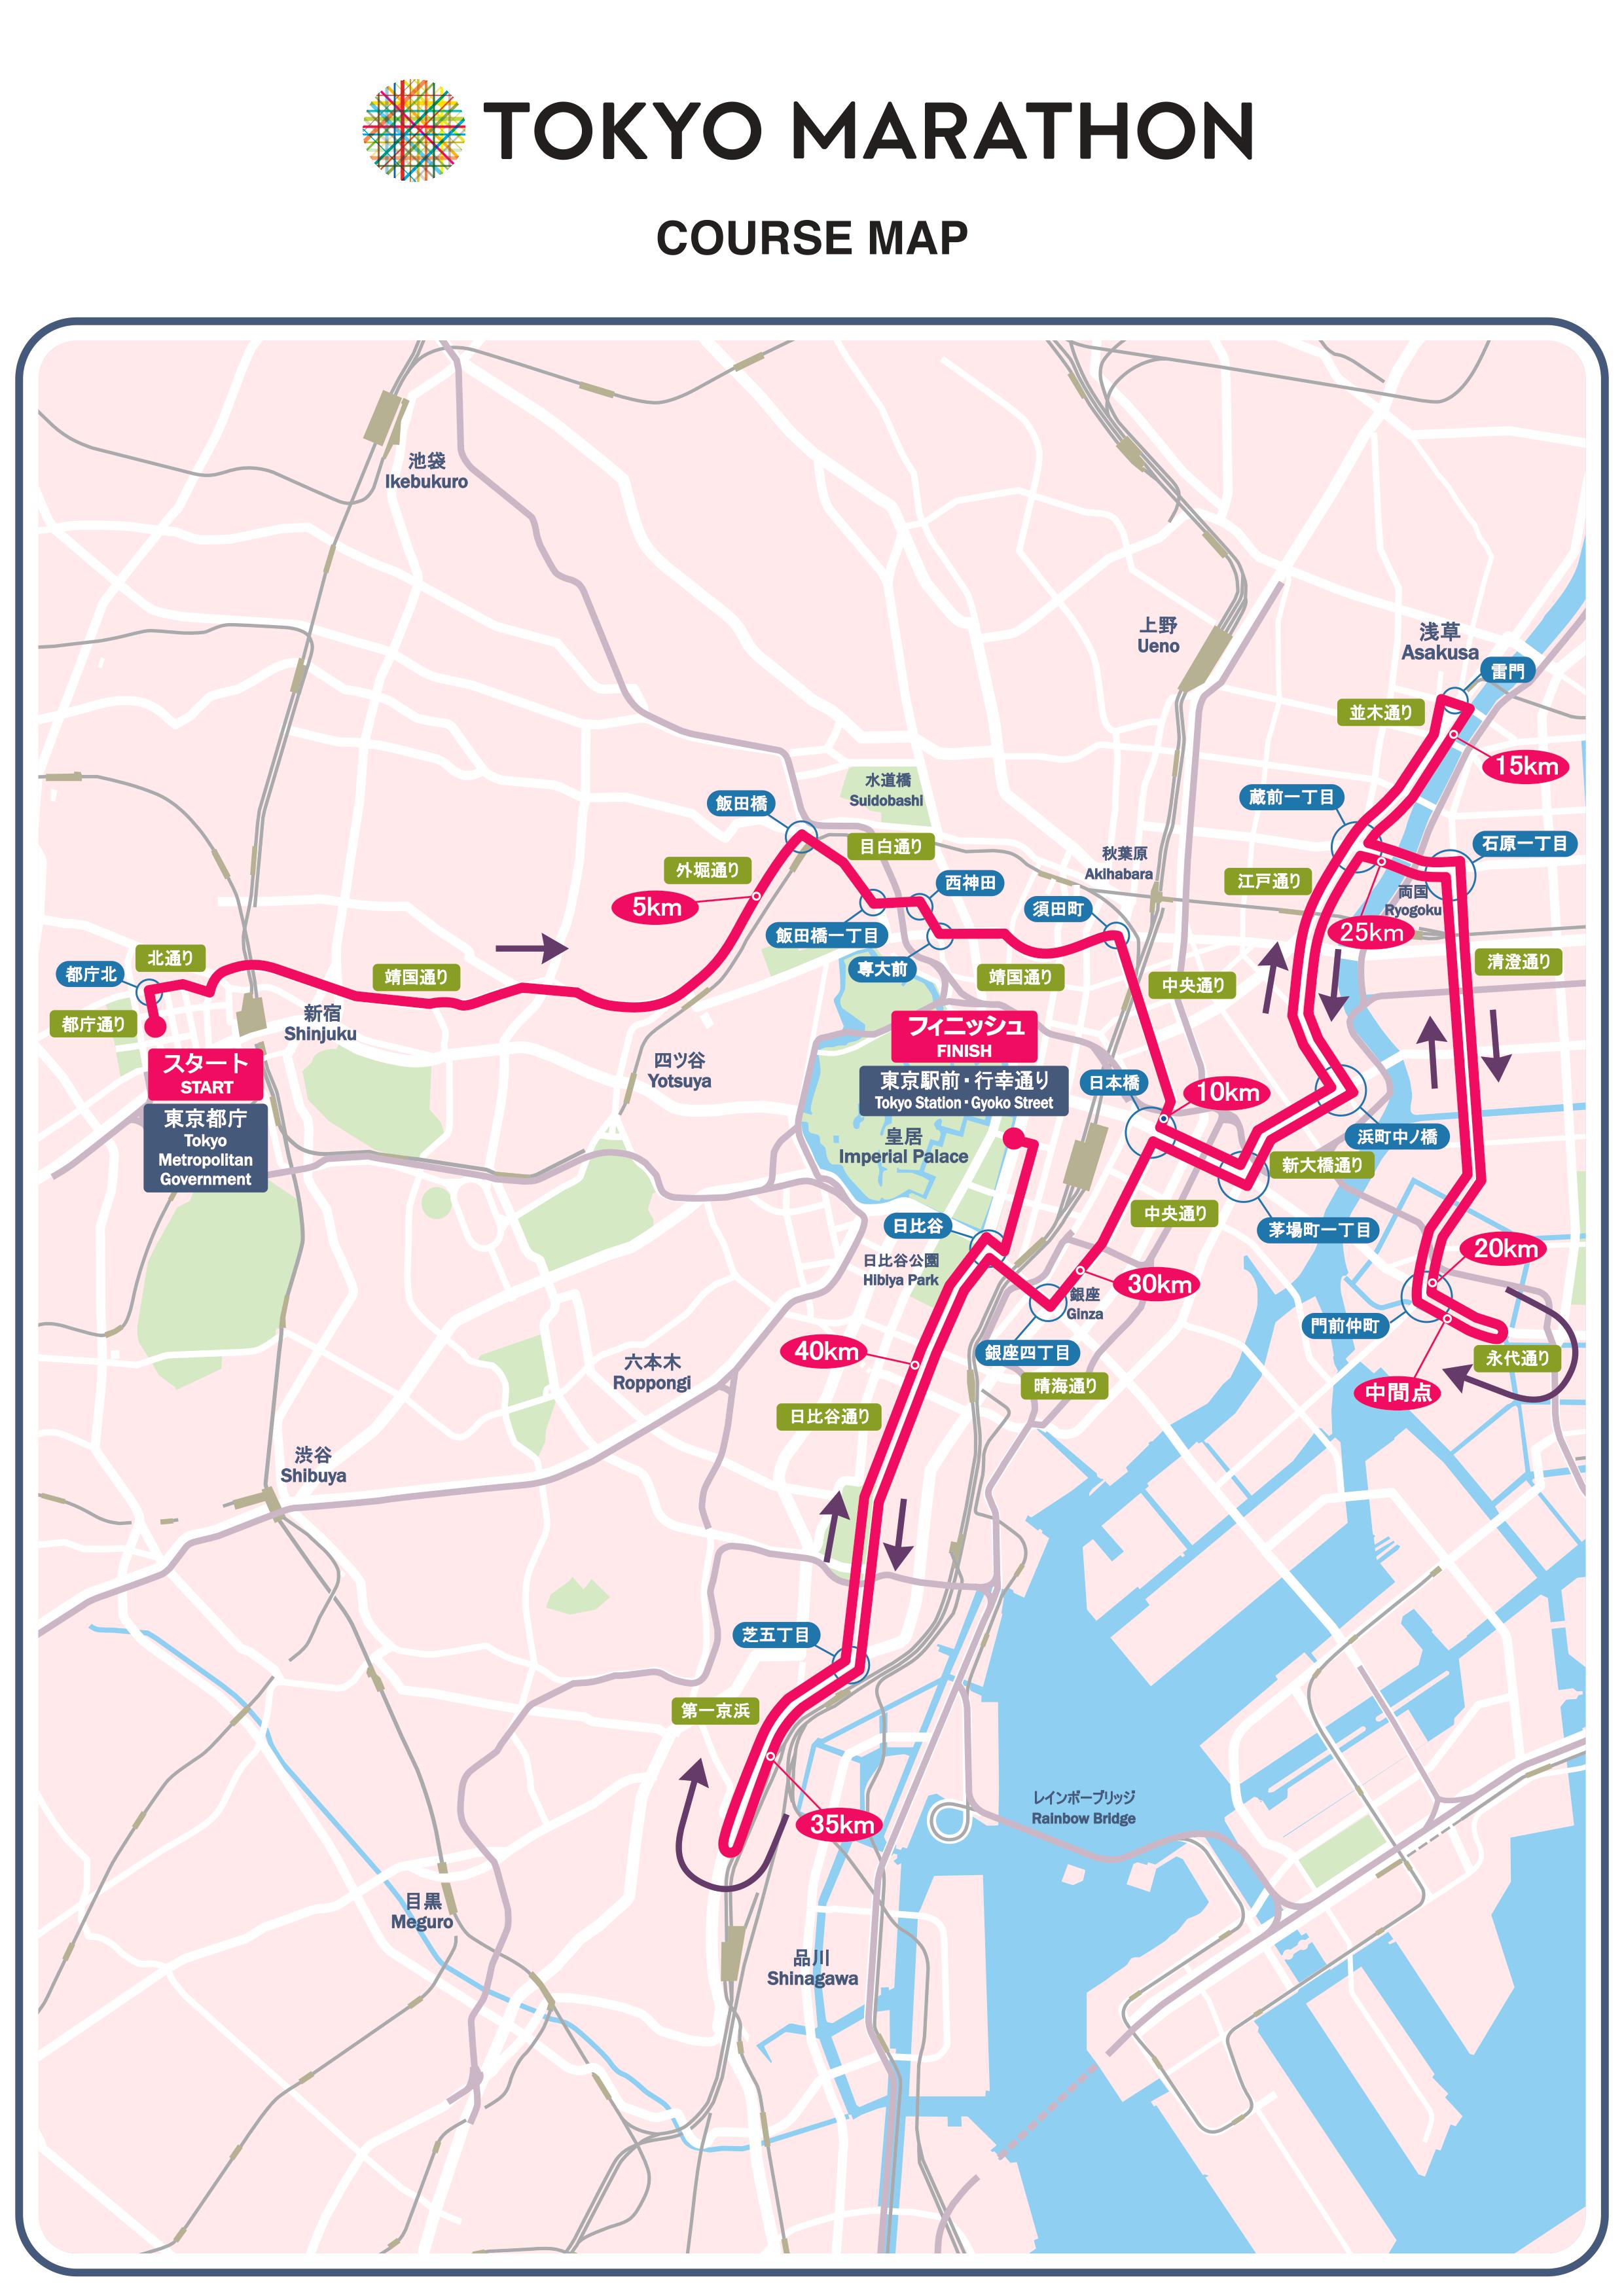 TOKYO MARATHON
COURSE MAP
池袋
Ikebukuro
上野
Ueno
浅草
Asakusa
雷門
並木通り
15km
水道橋
Suidobashi
飯田橋
蔵前一丁目
目白通り
石原一丁目
外堀通り
秋葉原
Akihabara
江戸通り
西神田
両国
Ryogoku
5km
須田町
飯田橋一丁目
25km
北通り
専大前
清澄通り
都庁北
靖国通り
靖国通り
中央通り
都庁通り
新宿
Shinjuku
フィニッシュ
FINISH
スタート
START
四ツ谷
Yotsuya
東京駅前・行幸通り
Tokyo Station・Gyoko Street
日本橋
10km
東京都庁
Tokyo
Metropolitan
Government
皇居
Imperial Palace
浜町中ノ橋
新大橋通り
中央通り
日比谷
茅場町一丁目
日比谷公園
Hibiya Park
20km
30km
銀座
Ginza
門前仲町
40km
銀座四丁目
永代通り
六本木
Roppongi
晴海通り
中間点
日比谷通り
渋谷
Shibuya
芝五丁目
第一京浜
レインボーブリッジ
Rainbow Bridge
35km
目黒
Meguro
品川
Shinagawa